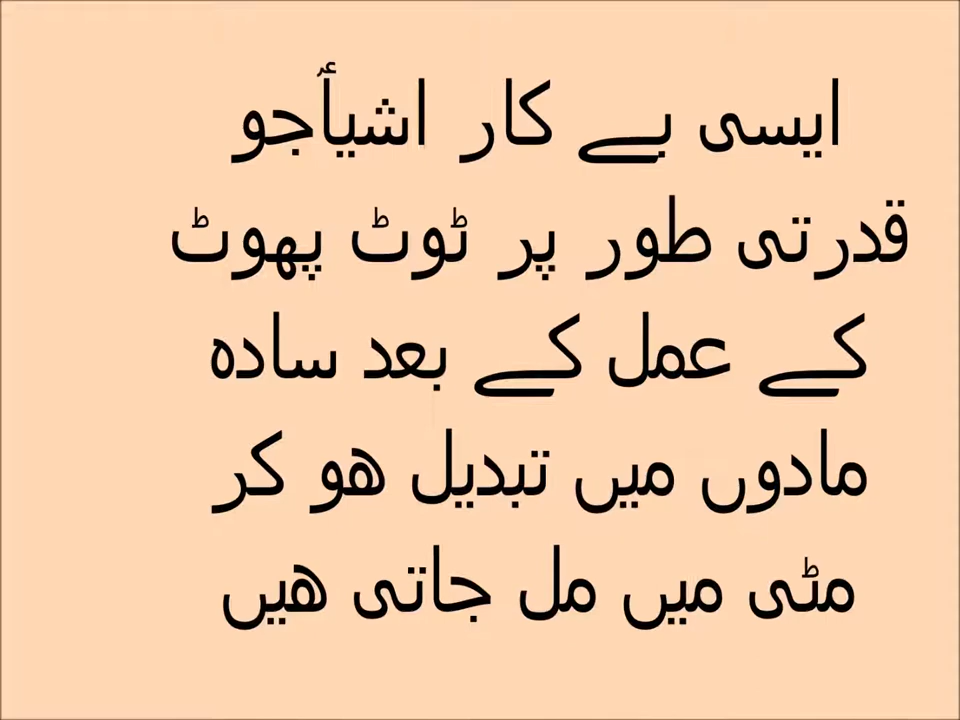 ایسی بے کار اشیأجو
قدرتی طور پر ٹوٹ پھوٹ
کے عمل کے بعد سادہ
مادوں میں تبدیل ھو کر
مٹی میں مل جاتی ھیں